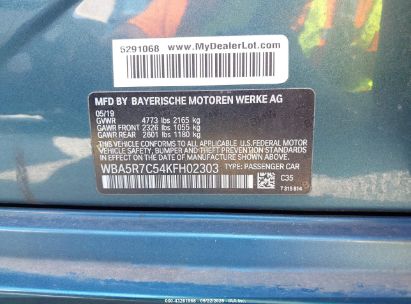 5291068
www.MyDealerLot.com
MFD BY BAYERISCHE MOTOREN WERKE AG
05/19
GVWR 4773 lbs 2165 kg
GAWR FRONT 2326 lbs 1055 kg
GAWR REAR 2601 lbs 1180 kg
THIS VEHICLE CONFORMS TO ALL APPLICABLE U.S. FEDERAL MOTOR
VEHICLE SAFETY, BUMPER AND THEFT PREVENTION STANDARDS IN
EFFECT ON THE DATE OF MANUFACTURE SHOWN ABOVE.
WBA5R7C54KFH02303 TYPE: PASSENGER CAR
C35
7 315 614